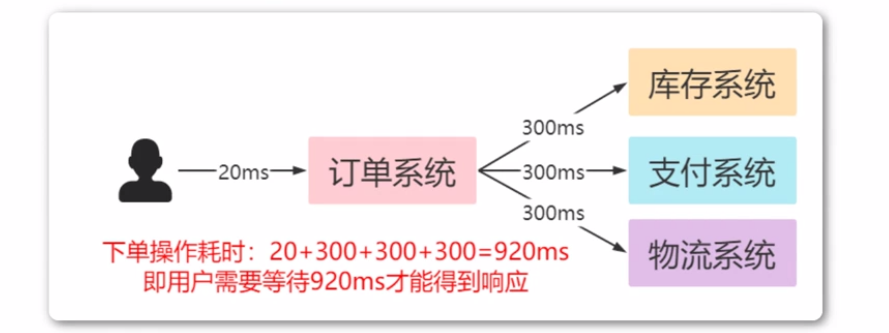 库存系统
300ms
20ms
订单系统
300ms
支付系统
300ms
物流系统
下单操作耗时：20+300+300+300=920ms
即用户需要等待920ms才能得到响应